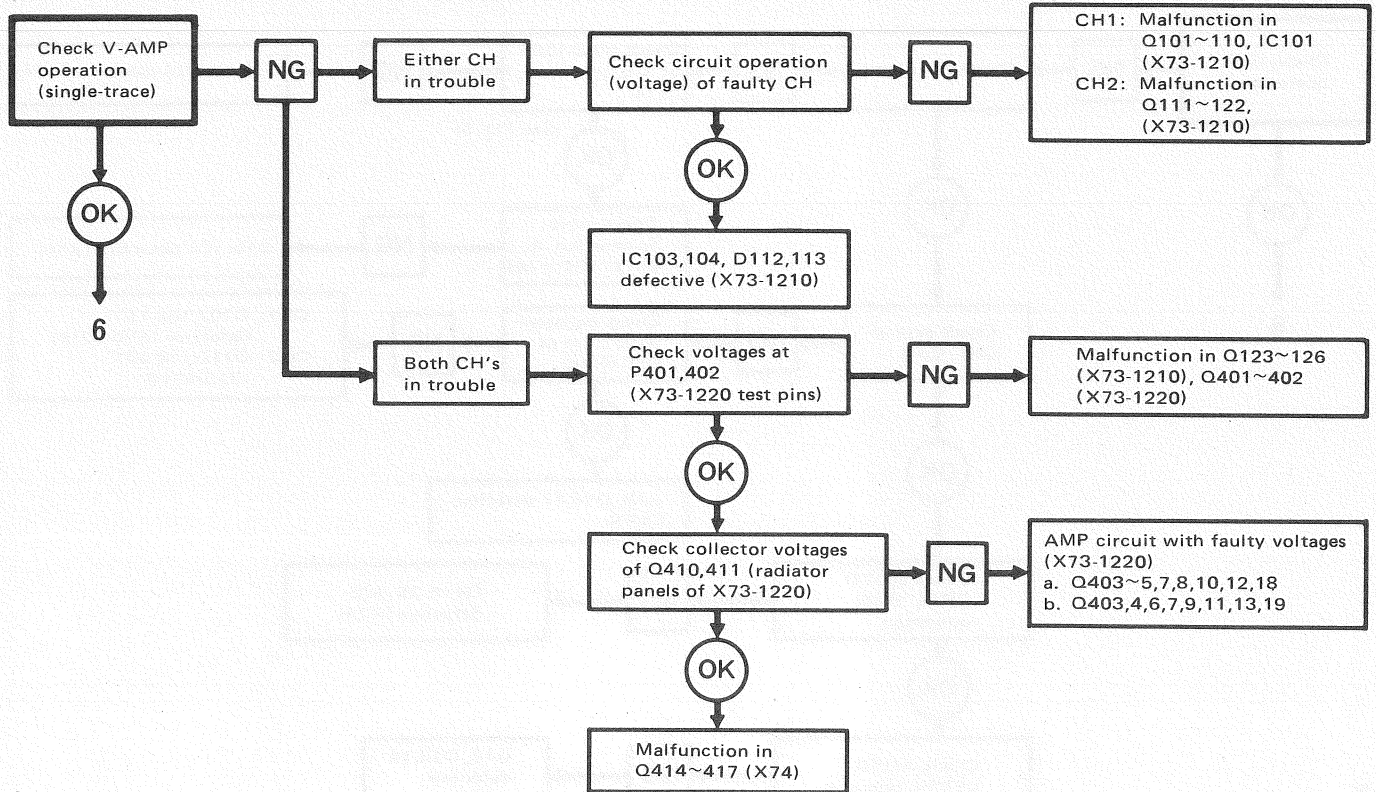 Check V-AMP
operation
(single-trace)
NG
Either CH
in trouble
Check circuit operation
(voltage) of faulty CH
NG
CH1: Malfunction in
Q101~110, IC101
(X73-1210)
CH2: Malfunction in
Q111~122,
(X73-1210)
OK
OK
IC103,104, D112,113
defective (X73-1210)
6
Both CH's
in trouble
Check voltages at
P401,402
(X73-1220 test pins)
NG
Malfunction in Q123~126
(X73-1210), Q401~402
(X73-1220)
OK
Check collector voltages
of Q410,411 (radiator
panels of X73-1220)
NG
AMP circuit with faulty voltages
(X73-1220)
a. Q403~5,7,8,10,12,18
b. Q403,4,6,7,9,11,13,19
OK
Malfunction in
Q414~417 (X74)